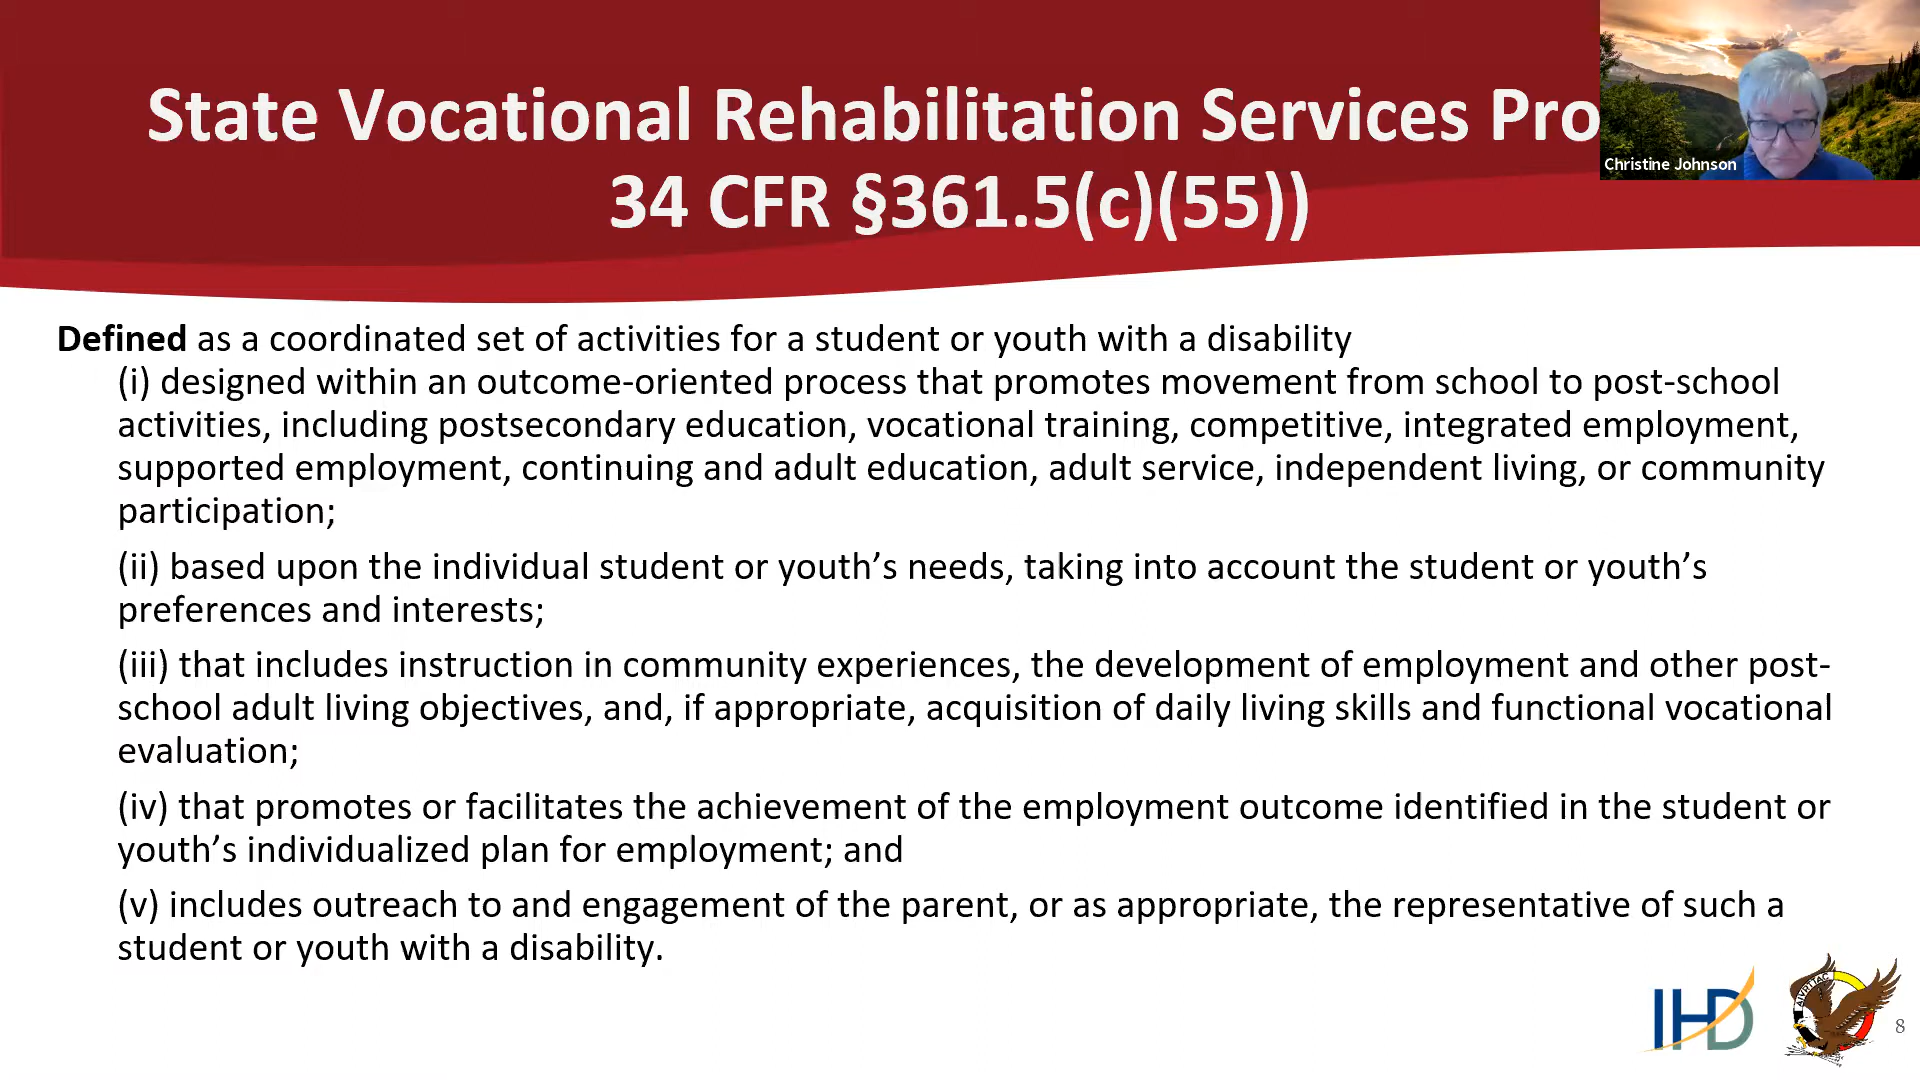 State Vocational Rehabilitation Services Pro
34 CFR §361.5(c)(55))
Christine Johnson
Defined as a coordinated set of activities for a student or youth with a disability
(i) designed within an outcome-oriented process that promotes movement from school to post-school
activities, including postsecondary education, vocational training, competitive, integrated employment,
supported employment, continuing and adult education, adult service, independent living, or community
participation;
(ii) based upon the individual student or youth’s needs, taking into account the student or youth’s
preferences and interests;
(iii) that includes instruction in community experiences, the development of employment and other post-
school adult living objectives, and, if appropriate, acquisition of daily living skills and functional vocational
evaluation;
(iv) that promotes or facilitates the achievement of the employment outcome identified in the student or
youth’s individualized plan for employment; and
(v) includes outreach to and engagement of the parent, or as appropriate, the representative of such a
student or youth with a disability.
IHD
AIVRTTAC
8